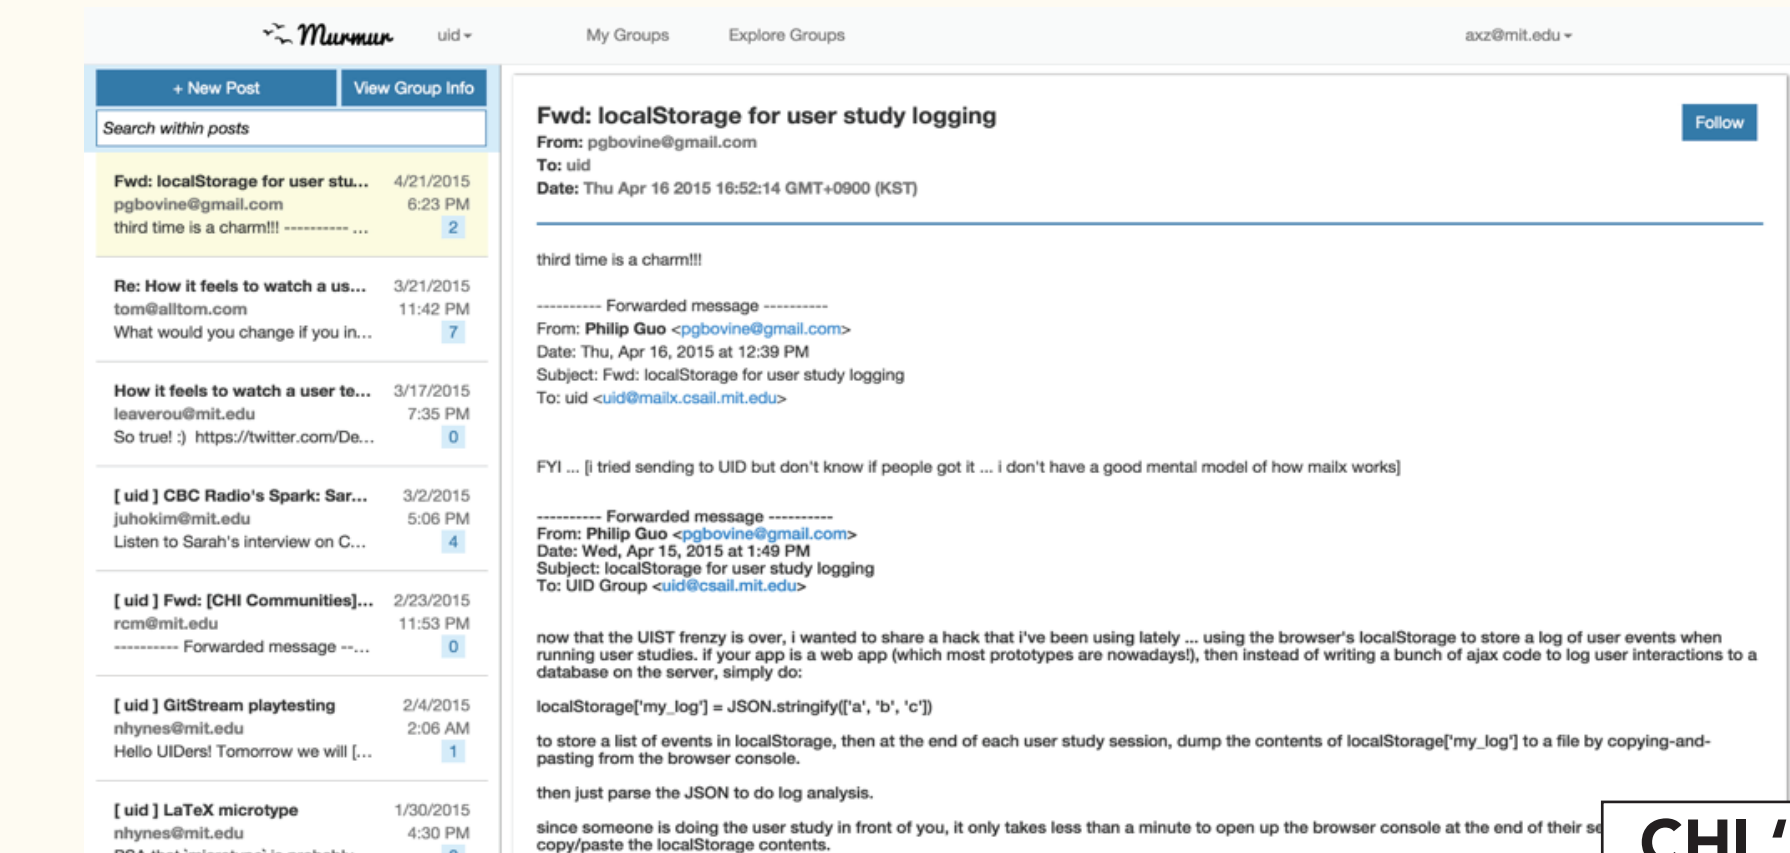 Murmur uid My Groups Explore Groups axz@mit.edu
+ New Post View Group Info
Search within posts
Fwd: localStorage for user stu... 4/21/2015
pgbovine@gmail.com 6:23 PM
third time is a charm!!! ---------- ... 2
Re: How it feels to watch a us... 3/21/2015
tom@alltom.com 11:42 PM
What would you change if you in... 7
How it feels to watch a user te... 3/17/2015
leaverou@mit.edu 7:35 PM
So true! :) https://twitter.com/De... 0
[ uid ] CBC Radio's Spark: Sar... 3/2/2015
juhokim@mit.edu 5:06 PM
Listen to Sarah's interview on C... 4
[ uid ] Fwd: [CHI Communities]... 2/23/2015
rcm@mit.edu 11:53 PM
---------- Forwarded message --... 0
[ uid ] GitStream playtesting 2/4/2015
nhynes@mit.edu 2:06 AM
Hello UIDers! Tomorrow we will [... 1
[ uid ] LaTeX microtype 1/30/2015
nhynes@mit.edu 4:30 PM
Fwd: localStorage for user study logging
Follow
From: pgbovine@gmail.com
To: uid
Date: Thu Apr 16 2015 16:52:14 GMT+0900 (KST)
third time is a charm!!!
---------- Forwarded message ----------
From: Philip Guo <pgbovine@gmail.com>
Date: Thu, Apr 16, 2015 at 12:39 PM
Subject: Fwd: localStorage for user study logging
To: uid <uid@mailx.csail.mit.edu>
FYI ... [i tried sending to UID but don't know if people got it ... i don't have a good mental model of how mailx works]
---------- Forwarded message ----------
From: Philip Guo <pgbovine@gmail.com>
Date: Wed, Apr 15, 2015 at 1:49 PM
Subject: localStorage for user study logging
To: UID Group <uid@csail.mit.edu>
now that the UIST frenzy is over, i wanted to share a hack that i've been using lately ... using the browser's localStorage to store a log of user events when
running user studies. if your app is a web app (which most prototypes are nowadays!), then instead of writing a bunch of ajax code to log user interactions to a
database on the server, simply do:
localStorage['my_log'] = JSON.stringify(['a', 'b', 'c'])
to store a list of events in localStorage, then at the end of each user study session, dump the contents of localStorage['my_log'] to a file by copying-and-
pasting from the browser console.
then just parse the JSON to do log analysis.
since someone is doing the user study in front of you, it only takes less than a minute to open up the browser console at the end of their se
copy/paste the localStorage contents.
CHI '